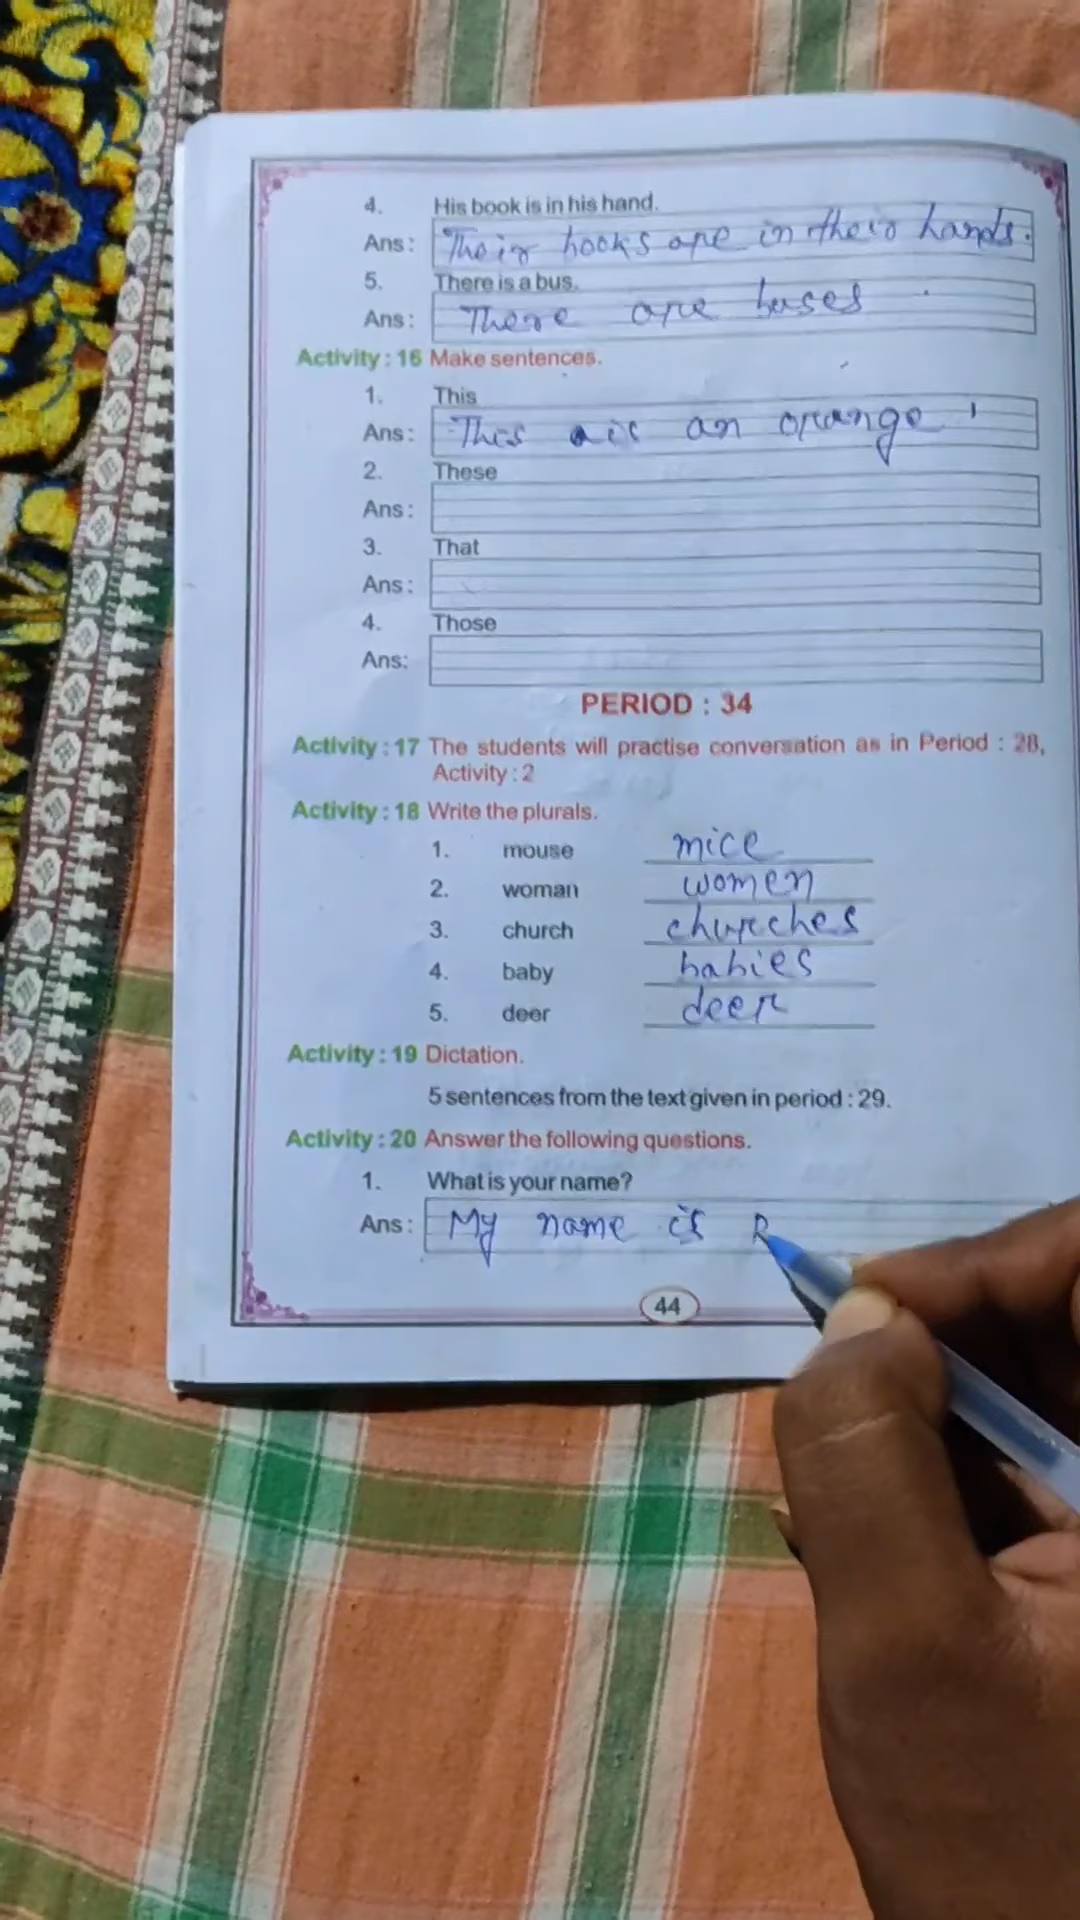 4. His book is in his hand.
Ans : Their books are in their hands.
5. There is a bus.
Ans : There are buses
Activity : 16 Make sentences.
1. This
Ans : This is an orange
2. These
Ans :
3. That
Ans :
4. Those
Ans:
PERIOD : 34
Activity : 17 The students will practise conversation as in Period : 28,
Activity : 2
Activity : 18 Write the plurals.
1. mouse mice
2. woman women
3. church churches
4. baby babies
5. deer deer
Activity : 19 Dictation.
5 sentences from the text given in period : 29.
Activity : 20 Answer the following questions.
1. What is your name?
Ans : My name is R
44